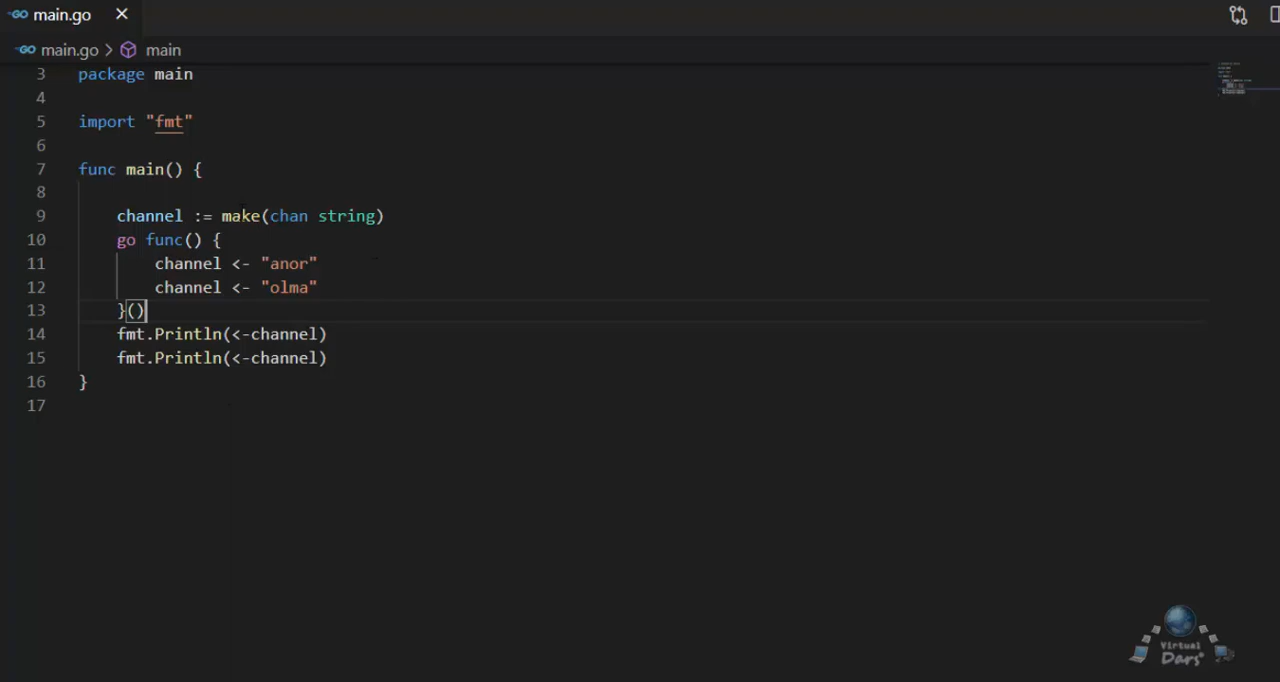 main.go
main.go > main
3 package main
4
5 import "fmt"
6
7 func main() {
8
9 channel := make(chan string)
10 go func() {
11 channel <- "anor"
12 channel <- "olma"
13 }()
14 fmt.Println(<-channel)
15 fmt.Println(<-channel)
16 }
17
Virtual
Dars